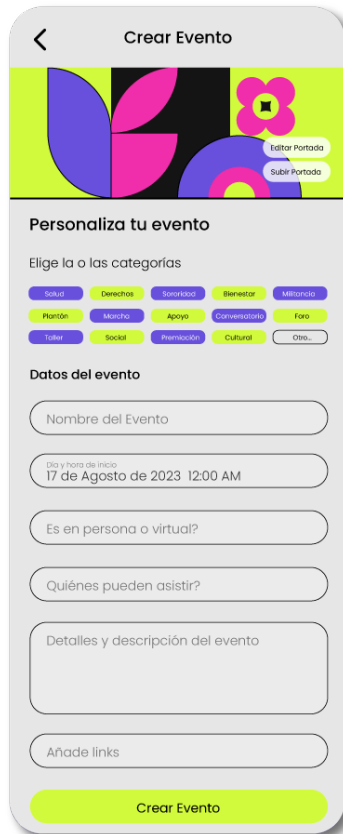 Crear Evento
Editar Portada
Subir Portada
Personaliza tu evento
Elige la o las categorías
Salud Derechos Sororidad Bienestar Militancia
Plantón Marcha Apoyo Conversatorio Foro
Taller Social Premiación Cultural Otro...
Datos del evento
Nombre del Evento
Día y hora de inicio
17 de Agosto de 2023 12:00 AM
Es en persona o virtual?
Quiénes pueden asistir?
Detalles y descripción del evento
Añade links
Crear Evento